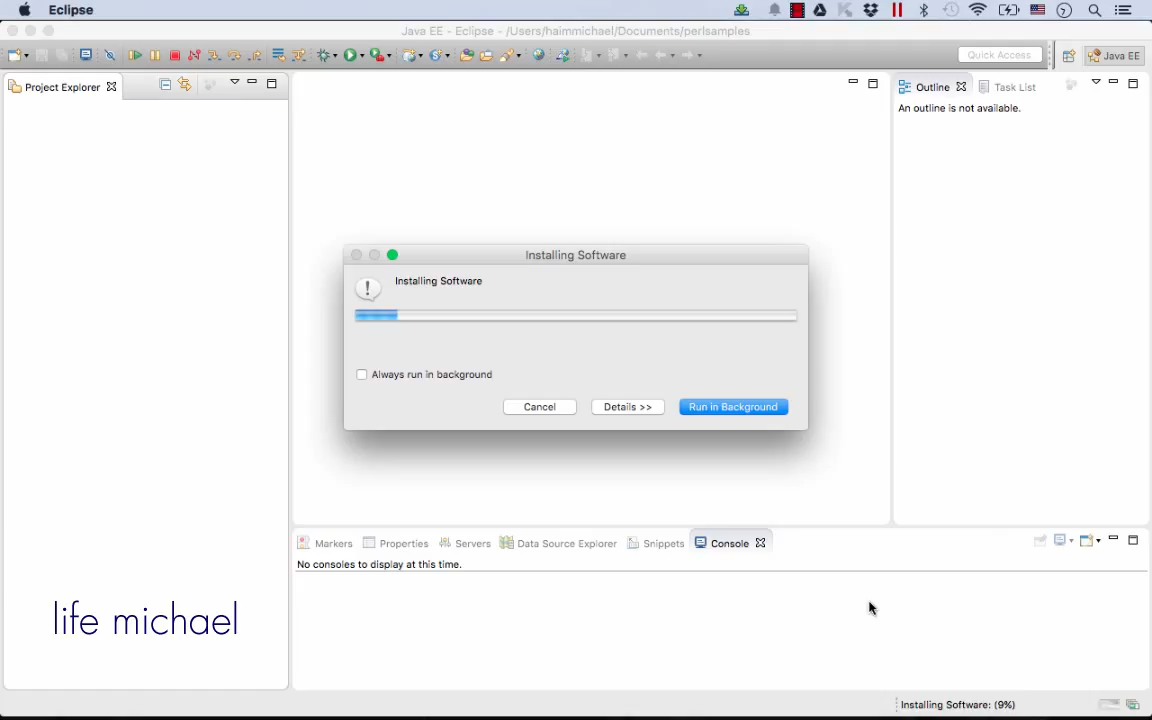 Eclipse
Java EE - Eclipse - /Users/haimmichael/Documents/perlsamples
Quick Access
Java EE
Project Explorer
Outline
Task List
An outline is not available.
Installing Software
Installing Software
Always run in background
Cancel
Details >>
Run in Background
Markers
Properties
Servers
Data Source Explorer
Snippets
Console
No consoles to display at this time.
life michael
Installing Software: (9%)